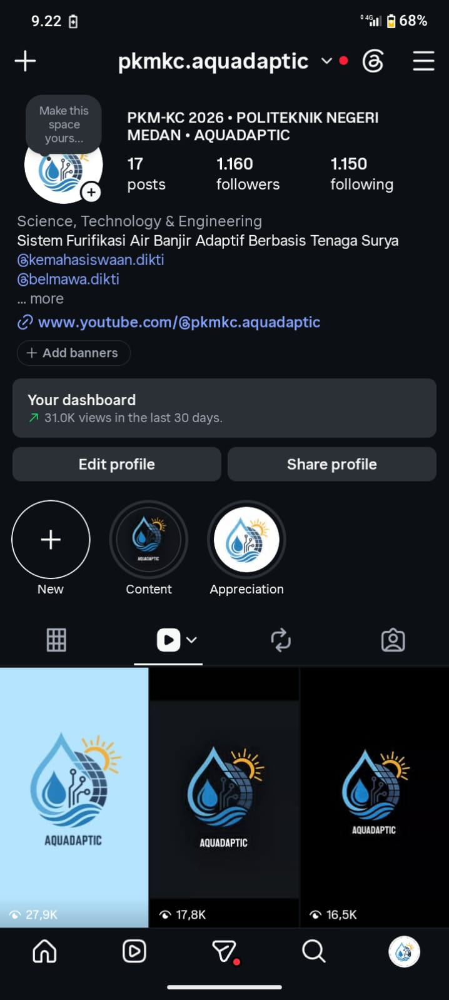 9.22
4G
68%
pkmkc.aquadaptic
Make this
space
yours...
PKM-KC 2026 • POLITEKNIK NEGERI
MEDAN • AQUADAPTIC
17 1.160 1.150
posts followers following
Science, Technology & Engineering
Sistem Furifikasi Air Banjir Adaptif Berbasis Tenaga Surya
@kemahasiswaan.dikti
@belmawa.dikti
... more
www.youtube.com/@pkmkc.aquadaptic
+ Add banners
Your dashboard
31.0K views in the last 30 days.
Edit profile Share profile
AQUADAPTIC
New Content Appreciation
AQUADAPTIC AQUADAPTIC AQUADAPTIC
27,9K 17,8K 16,5K